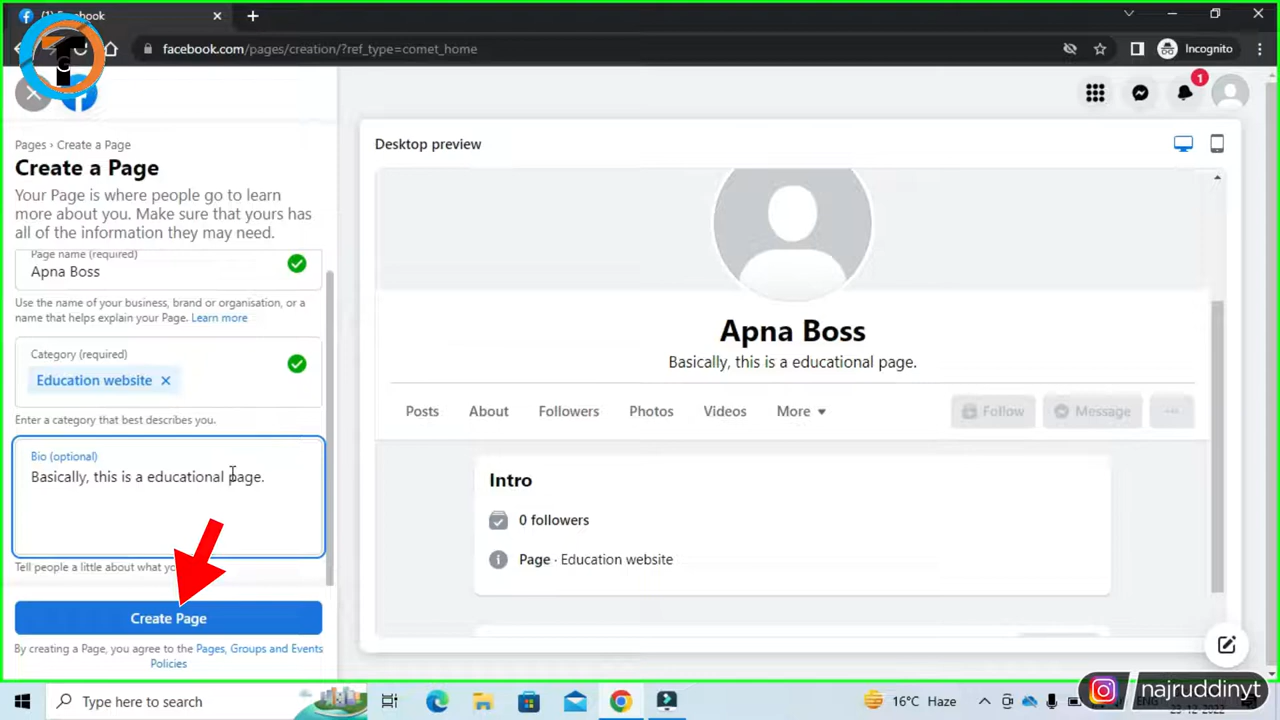 Facebook
facebook.com/pages/creation/?ref_type=comet_home
Incognito
T
G
1
Pages › Create a Page
Create a Page
Your Page is where people go to learn
more about you. Make sure that yours has
all of the information they may need.
Page name (required)
Apna Boss
Use the name of your business, brand or organisation, or a
name that helps explain your Page. Learn more
Category (required)
Education website
Enter a category that best describes you.
Bio (optional)
Basically, this is a educational page.
Tell people a little about what
Create Page
By creating a Page, you agree to the Pages, Groups and Events
Policies
Desktop preview
Apna Boss
Basically, this is a educational page.
Posts About Followers Photos Videos More
Follow Message
Intro
0 followers
Page · Education website
najruddinyt
Type here to search
16°C Haze
ENG
23-12-2022